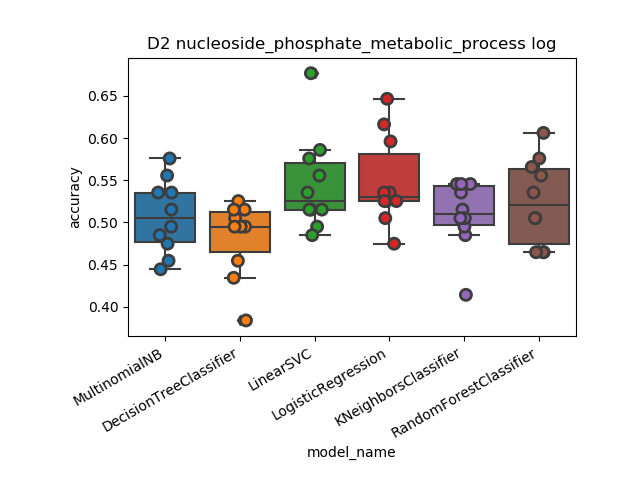 D2 nucleoside_phosphate_metabolic_process log
accuracy
0.65
0.60
0.55
0.50
0.45
0.40
MultinomialNB
DecisionTreeClassifier
LinearSVC
LogisticRegression
KNeighborsClassifier
RandomForestClassifier
model_name